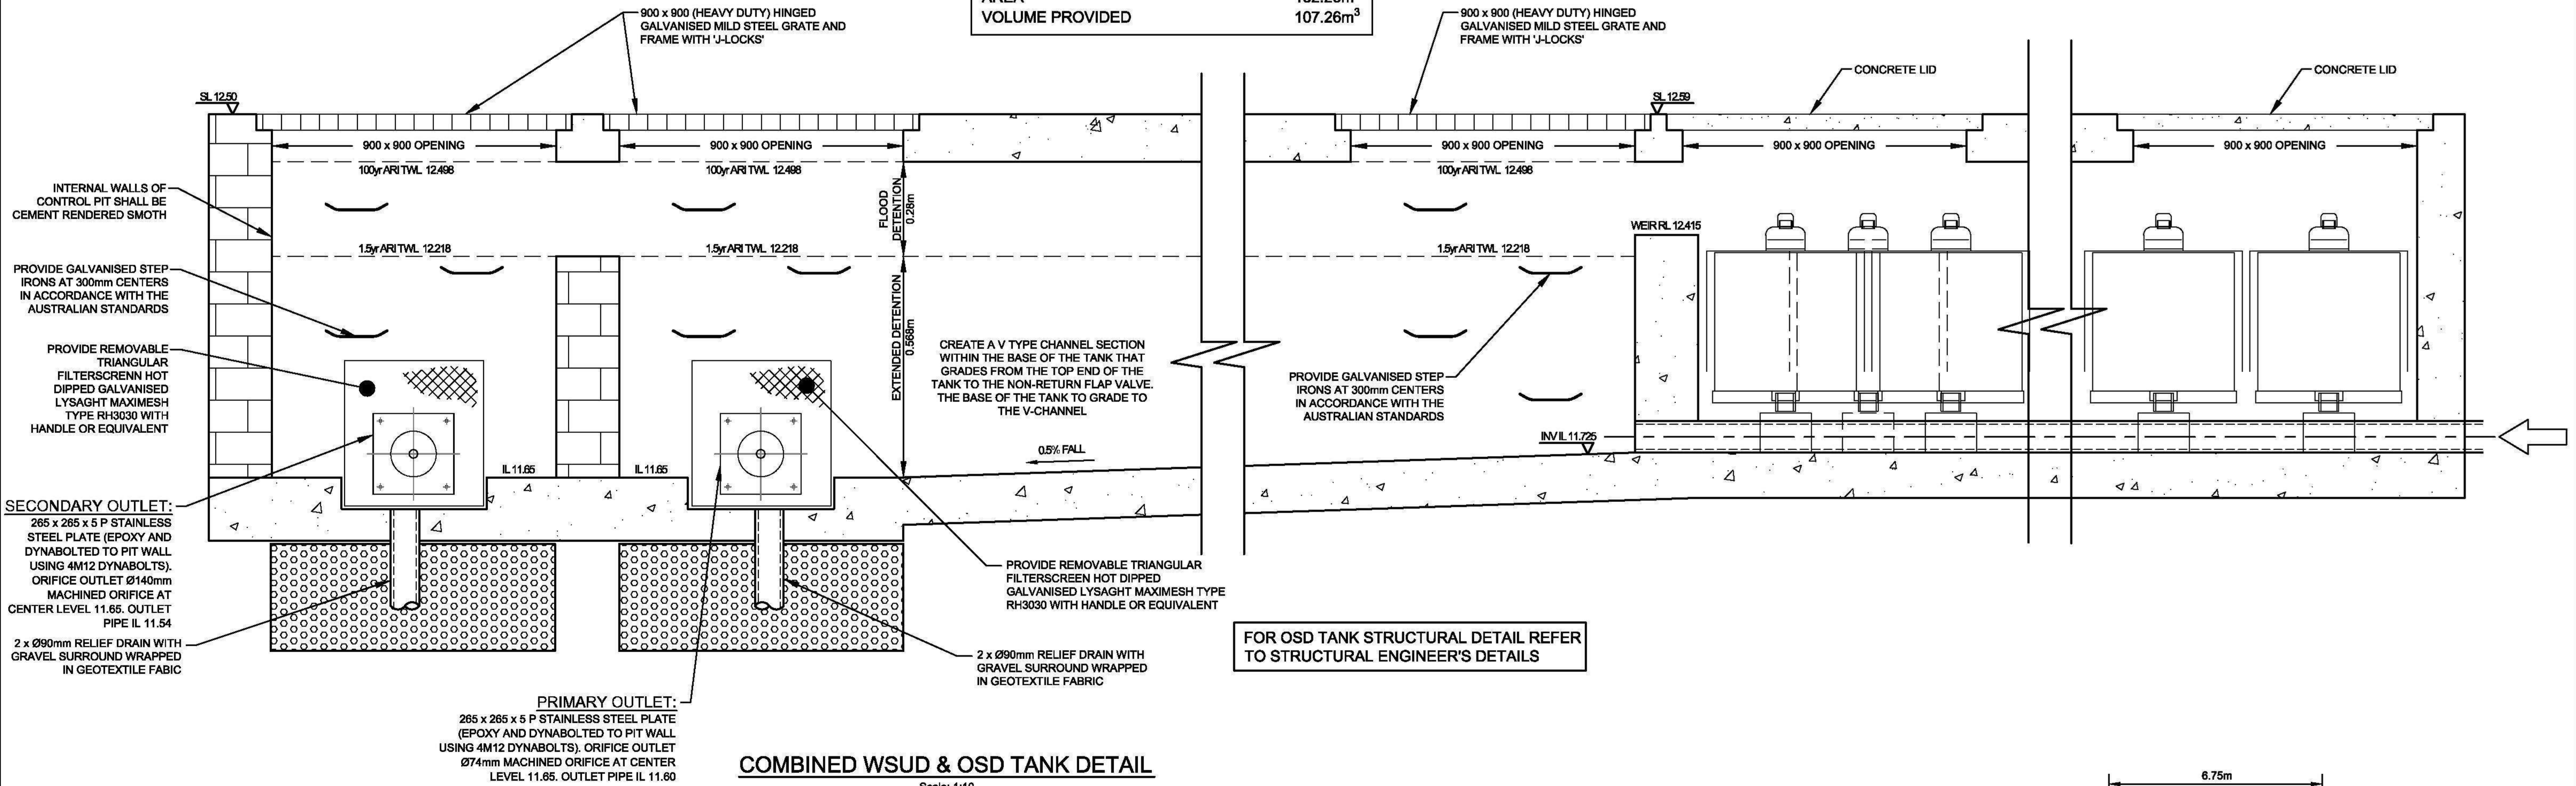 VOLUME PROVIDED 107.26m³
900 x 900 (HEAVY DUTY) HINGED
GALVANISED MILD STEEL GRATE AND
FRAME WITH 'J-LOCKS'
900 x 900 (HEAVY DUTY) HINGED
GALVANISED MILD STEEL GRATE AND
FRAME WITH 'J-LOCKS'
CONCRETE LID
CONCRETE LID
SL 12.50
SL 12.59
900 x 900 OPENING
900 x 900 OPENING
900 x 900 OPENING
900 x 900 OPENING
900 x 900 OPENING
100yr ARI TWL 12.498
100yr ARI TWL 12.498
100yr ARI TWL 12.498
INTERNAL WALLS OF
CONTROL PIT SHALL BE
CEMENT RENDERED SMOTH
FLOOD
DETENTION
0.28m
WEIR RL 12.415
1.5yr ARI TWL 12.218
1.5yr ARI TWL 12.218
1.5yr ARI TWL 12.218
PROVIDE GALVANISED STEP
IRONS AT 300mm CENTERS
IN ACCORDANCE WITH THE
AUSTRALIAN STANDARDS
EXTENDED DETENTION
0.568m
PROVIDE REMOVABLE
TRIANGULAR
FILTERSCRENN HOT
DIPPED GALVANISED
LYSAGHT MAXIMESH
TYPE RH3030 WITH
HANDLE OR EQUIVALENT
CREATE A V TYPE CHANNEL SECTION
WITHIN THE BASE OF THE TANK THAT
GRADES FROM THE TOP END OF THE
TANK TO THE NON-RETURN FLAP VALVE.
THE BASE OF THE TANK TO GRADE TO
THE V-CHANNEL
PROVIDE GALVANISED STEP
IRONS AT 300mm CENTERS
IN ACCORDANCE WITH THE
AUSTRALIAN STANDARDS
INV IL 11.725
0.5% FALL
IL 11.65
IL 11.65
SECONDARY OUTLET:
265 x 265 x 5 P STAINLESS
STEEL PLATE (EPOXY AND
DYNABOLTED TO PIT WALL
USING 4M12 DYNABOLTS).
ORIFICE OUTLET Ø140mm
MACHINED ORIFICE AT
CENTER LEVEL 11.65. OUTLET
PIPE IL 11.54
2 x Ø90mm RELIEF DRAIN WITH
GRAVEL SURROUND WRAPPED
IN GEOTEXTILE FABIC
PROVIDE REMOVABLE TRIANGULAR
FILTERSCREEN HOT DIPPED
GALVANISED LYSAGHT MAXIMESH TYPE
RH3030 WITH HANDLE OR EQUIVALENT
2 x Ø90mm RELIEF DRAIN WITH
GRAVEL SURROUND WRAPPED
IN GEOTEXTILE FABRIC
FOR OSD TANK STRUCTURAL DETAIL REFER
TO STRUCTURAL ENGINEER'S DETAILS
PRIMARY OUTLET:
265 x 265 x 5 P STAINLESS STEEL PLATE
(EPOXY AND DYNABOLTED TO PIT WALL
USING 4M12 DYNABOLTS). ORIFICE OUTLET
Ø74mm MACHINED ORIFICE AT CENTER
LEVEL 11.65. OUTLET PIPE IL 11.60
COMBINED WSUD & OSD TANK DETAIL
6.75m